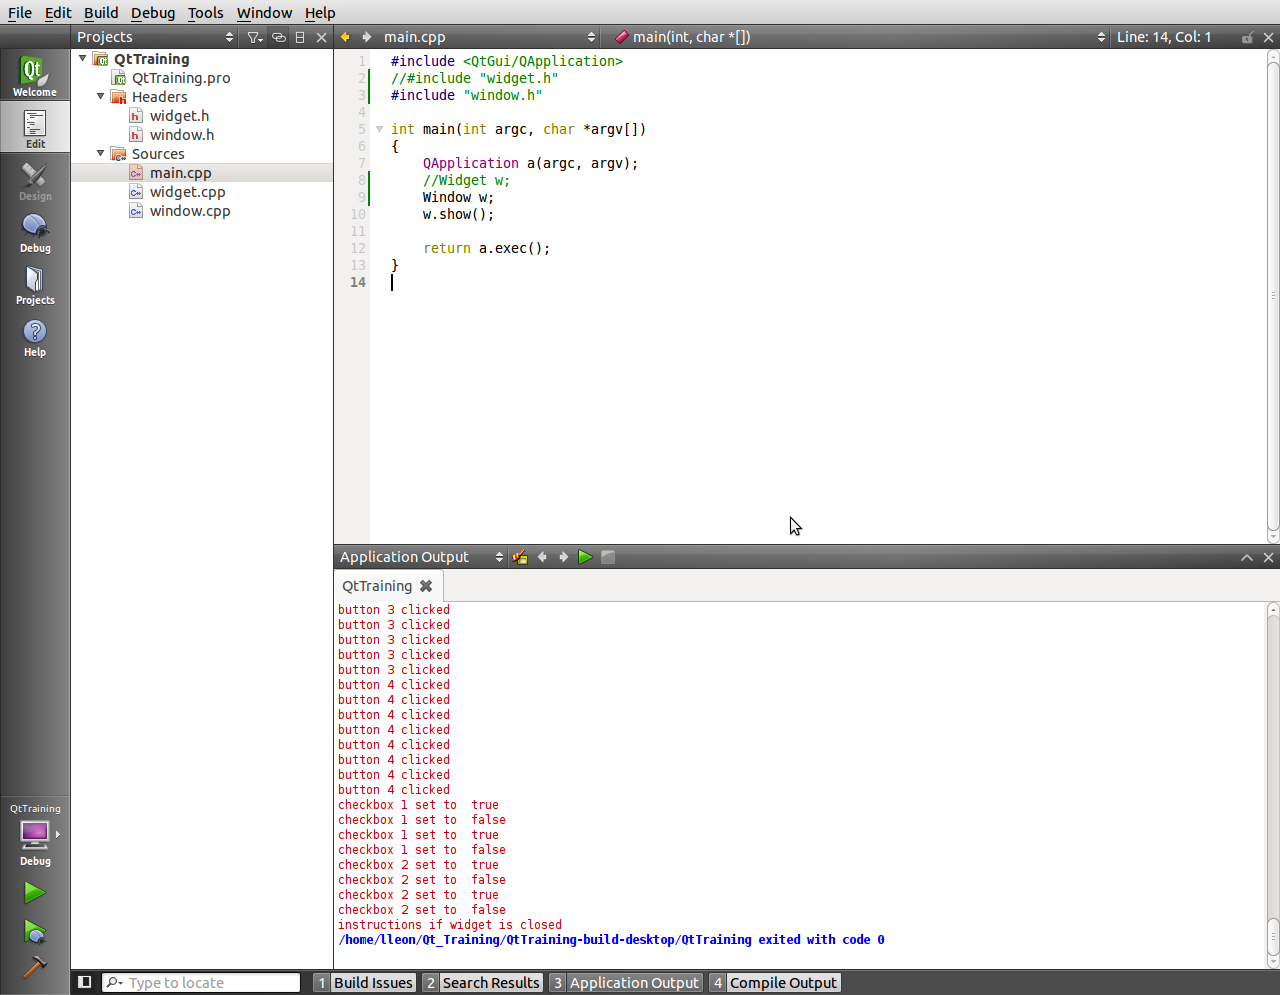 File Edit Build Debug Tools Window Help
Projects
main.cpp
main(int, char *[])
Line: 14, Col: 1
Qt
Welcome
Edit
Design
Debug
Projects
Help
QtTraining
QtTraining.pro
Headers
widget.h
window.h
Sources
main.cpp
widget.cpp
window.cpp
1 #include <QtGui/QApplication>
2 //#include "widget.h"
3 #include "window.h"
4
5 int main(int argc, char *argv[])
6 {
7 QApplication a(argc, argv);
8 //Widget w;
9 Window w;
10 w.show();
11
12 return a.exec();
13 }
14
Application Output
QtTraining
button 3 clicked
button 3 clicked
button 3 clicked
button 3 clicked
button 3 clicked
button 4 clicked
button 4 clicked
button 4 clicked
button 4 clicked
button 4 clicked
button 4 clicked
button 4 clicked
button 4 clicked
checkbox 1 set to  true
checkbox 1 set to  false
checkbox 1 set to  true
checkbox 1 set to  false
checkbox 2 set to  true
checkbox 2 set to  false
checkbox 2 set to  true
checkbox 2 set to  false
instructions if widget is closed
/home/lleon/Qt_Training/QtTraining-build-desktop/QtTraining exited with code 0
QtTraining
Debug
Type to locate
1 Build Issues 2 Search Results 3 Application Output 4 Compile Output